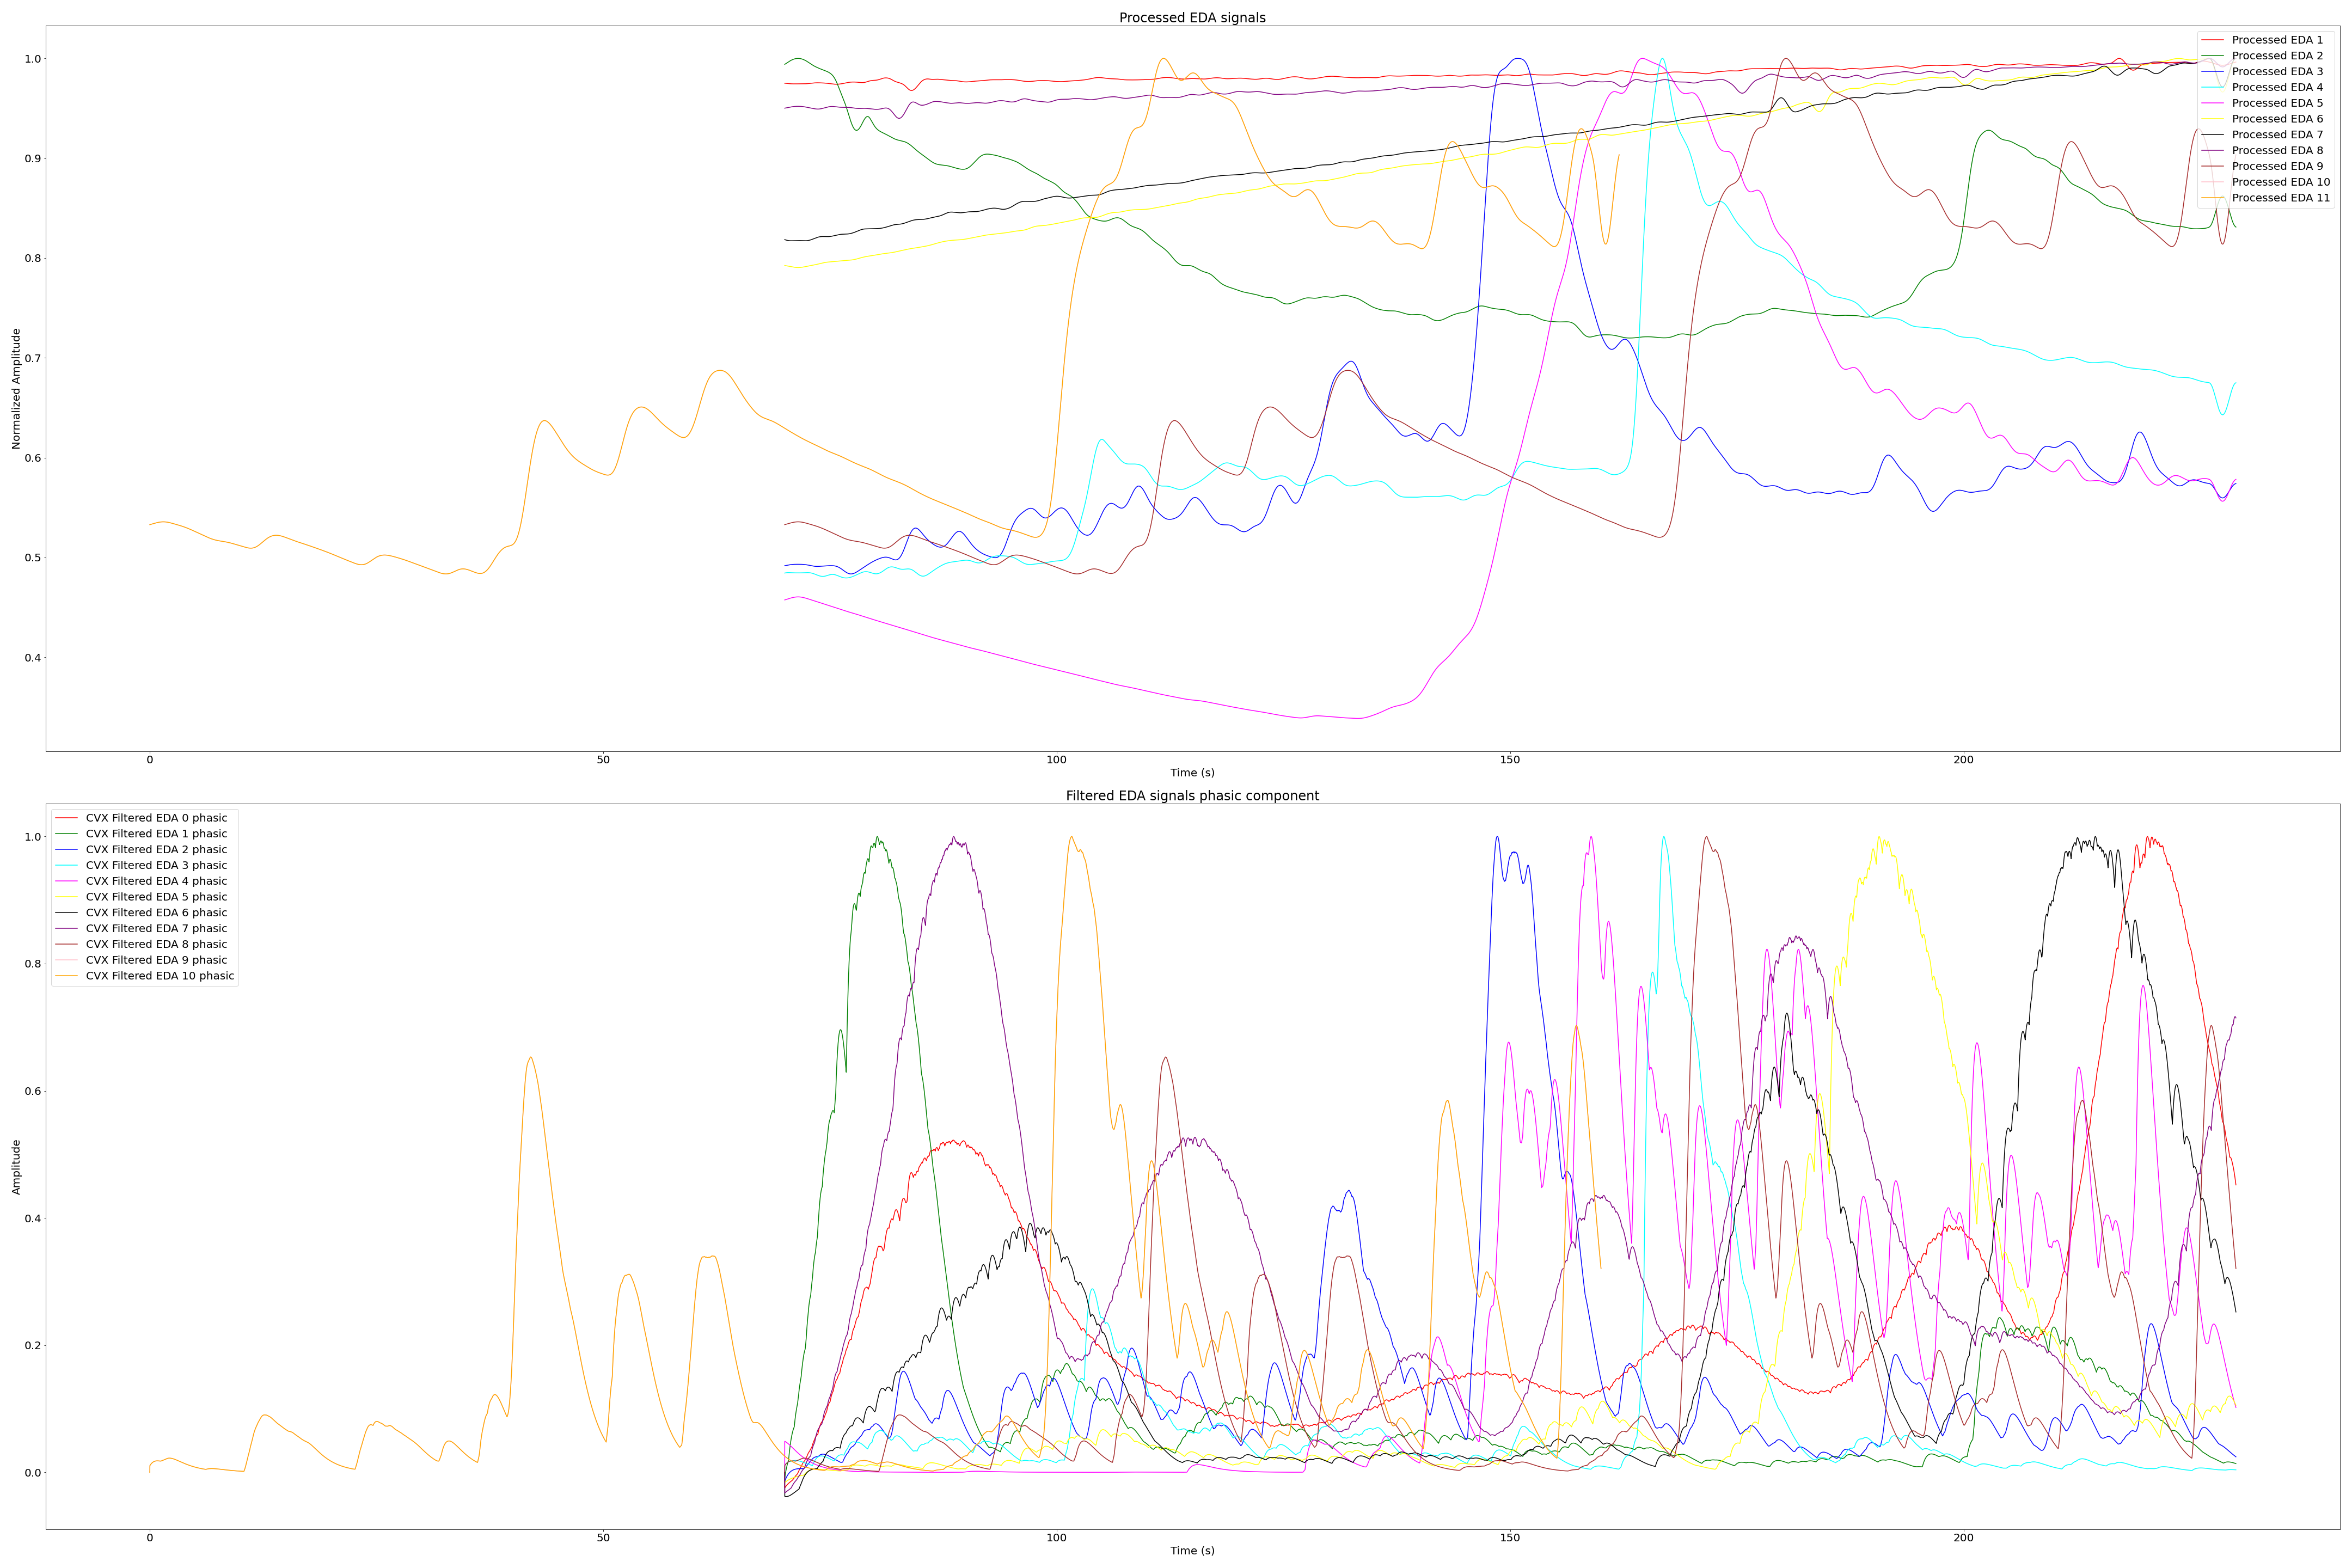 Processed EDA signals
Normalized Amplitude
1.0
0.9
0.8
0.7
0.6
0.5
0.4
Processed EDA 1
Processed EDA 2
Processed EDA 3
Processed EDA 4
Processed EDA 5
Processed EDA 6
Processed EDA 7
Processed EDA 8
Processed EDA 9
Processed EDA 10
Processed EDA 11
0 50 100 150 200
Time (s)
Filtered EDA signals phasic component
Amplitude
1.0
0.8
0.6
0.4
0.2
0.0
CVX Filtered EDA 0 phasic
CVX Filtered EDA 1 phasic
CVX Filtered EDA 2 phasic
CVX Filtered EDA 3 phasic
CVX Filtered EDA 4 phasic
CVX Filtered EDA 5 phasic
CVX Filtered EDA 6 phasic
CVX Filtered EDA 7 phasic
CVX Filtered EDA 8 phasic
CVX Filtered EDA 9 phasic
CVX Filtered EDA 10 phasic
0 50 100 150 200
Time (s)